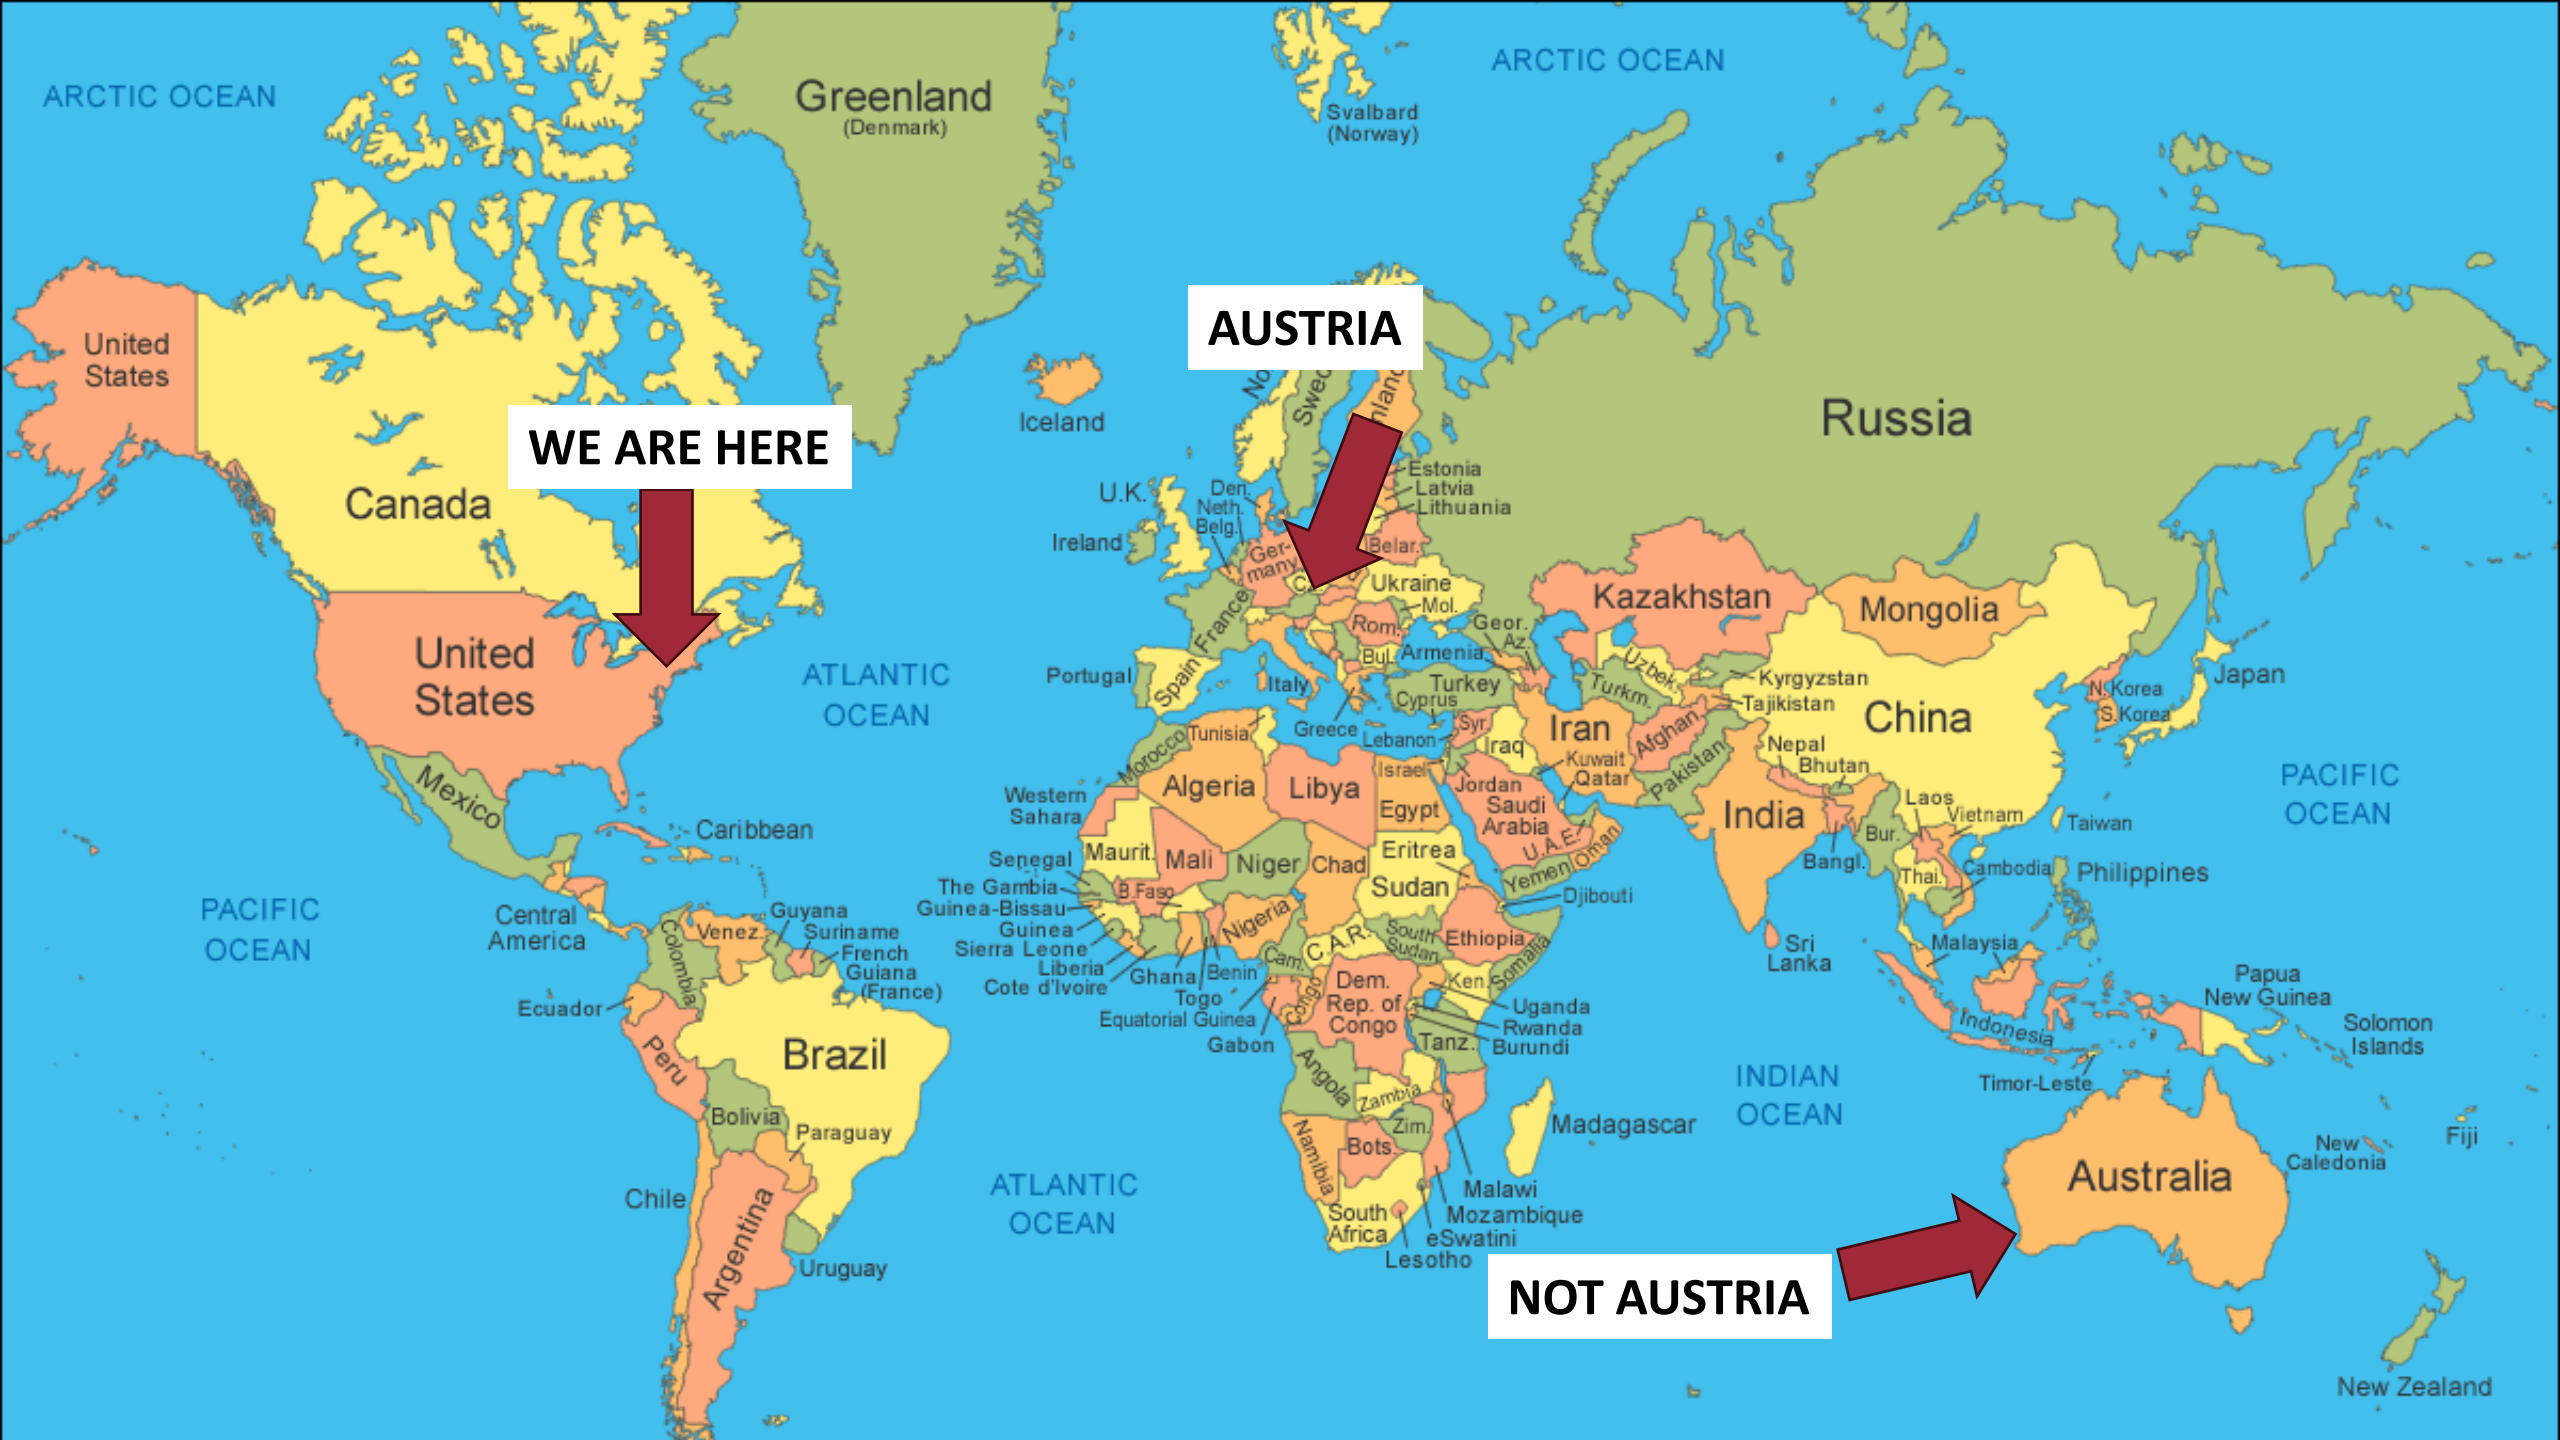 ARCTIC OCEAN
Greenland
(Denmark)
Svalbard
(Norway)
ARCTIC OCEAN
United
States
Canada
WE ARE HERE
Iceland
AUSTRIA
Swe
nlan
Russia
Estonia
Latvia
Lithuania
U.K.
Ireland
Den.
Neth.
Belg.
Ger-
many
Belar.
Ukraine
Mol.
France
Rom.
Bul.
Geor.
Az.
Armenia
Portugal
Spain
Italy
Greece
Turkey
Cyprus
Lebanon
Syr.
Iraq
Israel
Jordan
Iran
Kuwait
Qatar
Saudi
Arabia
U.A.E.
Oman
Yemen
Kazakhstan
Uzbek.
Turkm.
Kyrgyzstan
Tajikistan
Afghan.
Pakistan
Mongolia
China
N. Korea
S. Korea
Japan
Nepal
Bhutan
India
Bangl.
Bur.
Laos
Vietnam
Thai.
Cambodia
Taiwan
Philippines
Sri
Lanka
Malaysia
Indonesia
Timor-Leste
Papua
New Guinea
Solomon
Islands
PACIFIC
OCEAN
United
States
ATLANTIC
OCEAN
Mexico
Caribbean
Central
America
PACIFIC
OCEAN
Venez.
Guyana
Suriname
French
Guiana
(France)
Colombia
Ecuador
Peru
Brazil
Bolivia
Paraguay
Chile
Argentina
Uruguay
ATLANTIC
OCEAN
Morocco
Tunisia
Algeria
Libya
Egypt
Western
Sahara
Maurit.
Mali
Niger
Chad
Sudan
Eritrea
Djibouti
Senegal
The Gambia
Guinea-Bissau
Guinea
Sierra Leone
Liberia
Cote d'Ivoire
B.Faso
Ghana
Togo
Benin
Nigeria
Cam.
C.A.R.
South
Sudan
Ethiopia
Somalia
Equatorial Guinea
Gabon
Congo
Dem.
Rep. of
Congo
Ken.
Uganda
Rwanda
Burundi
Tanz.
Angola
Zambia
Zim.
Namibia
Bots.
South
Africa
Malawi
Mozambique
eSwatini
Lesotho
Madagascar
INDIAN
OCEAN
NOT AUSTRIA
Australia
New
Caledonia
Fiji
New Zealand